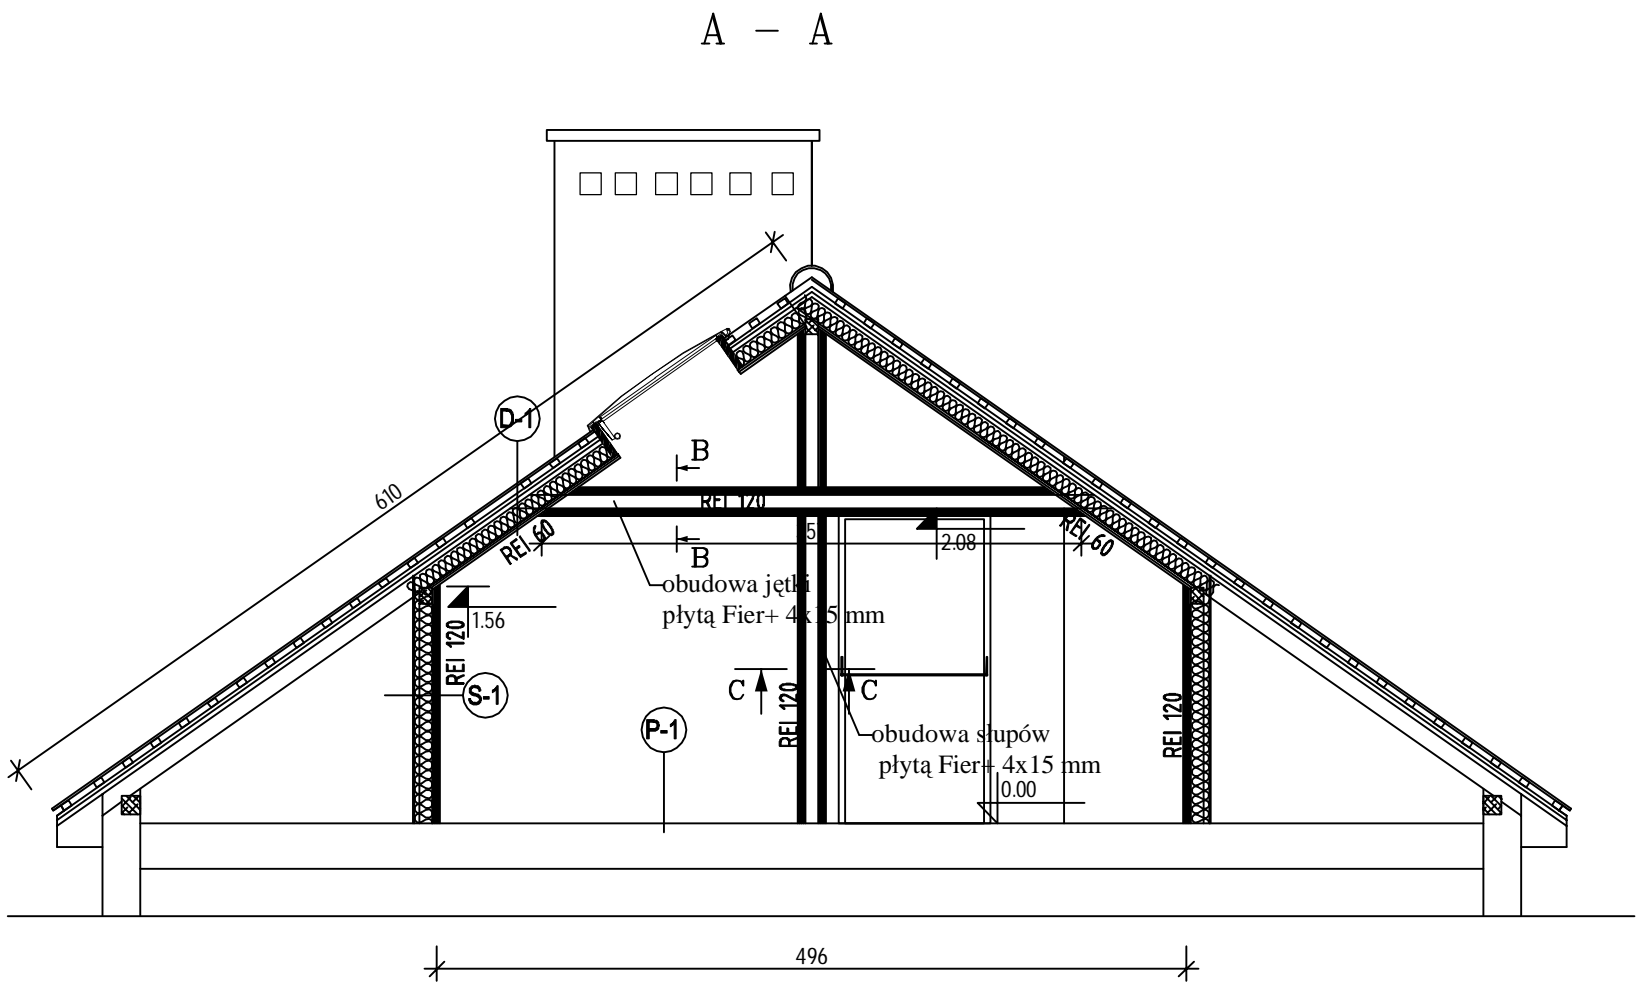 A - A
D-1
610
B
REI 120
REI 60
REI 60
2.08
B
obudowa jętki
płytą Fier+ 4x15 mm
1.56
REI 120
S-1
C
C
REI 120
REI 120
P-1
obudowa słupów
płytą Fier+ 4x15 mm
0.00
496